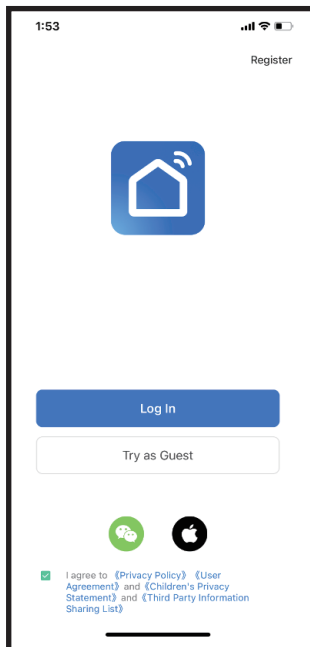 1:53
Register
Log In
Try as Guest
I agree to 《Privacy Policy》 《User
Agreement》 and 《Children's Privacy
Statement》 and 《Third Party Information
Sharing List》